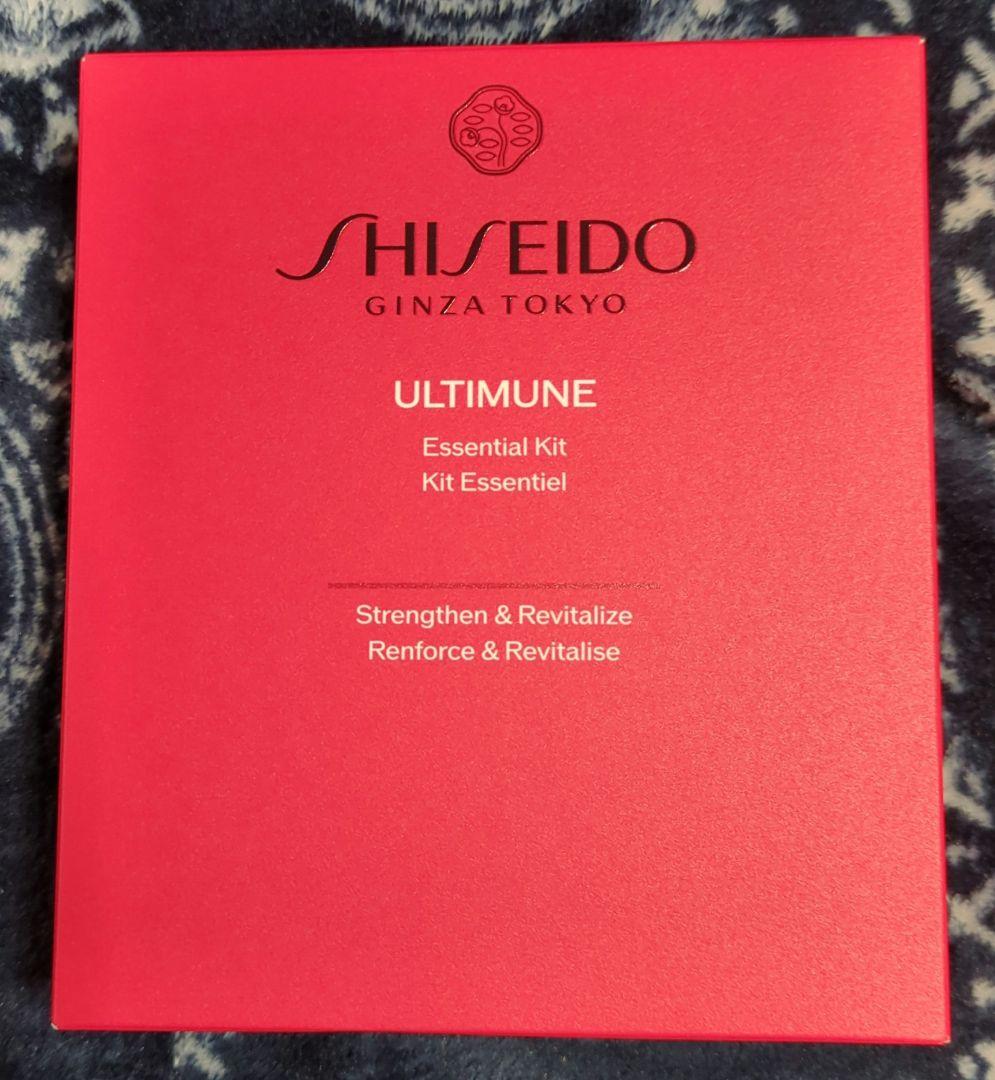 SHISEIDO
GINZA TOKYO
ULTIMUNE
Essential Kit
Kit Essentiel
Strengthen & Revitalize
Renforce & Revitalise